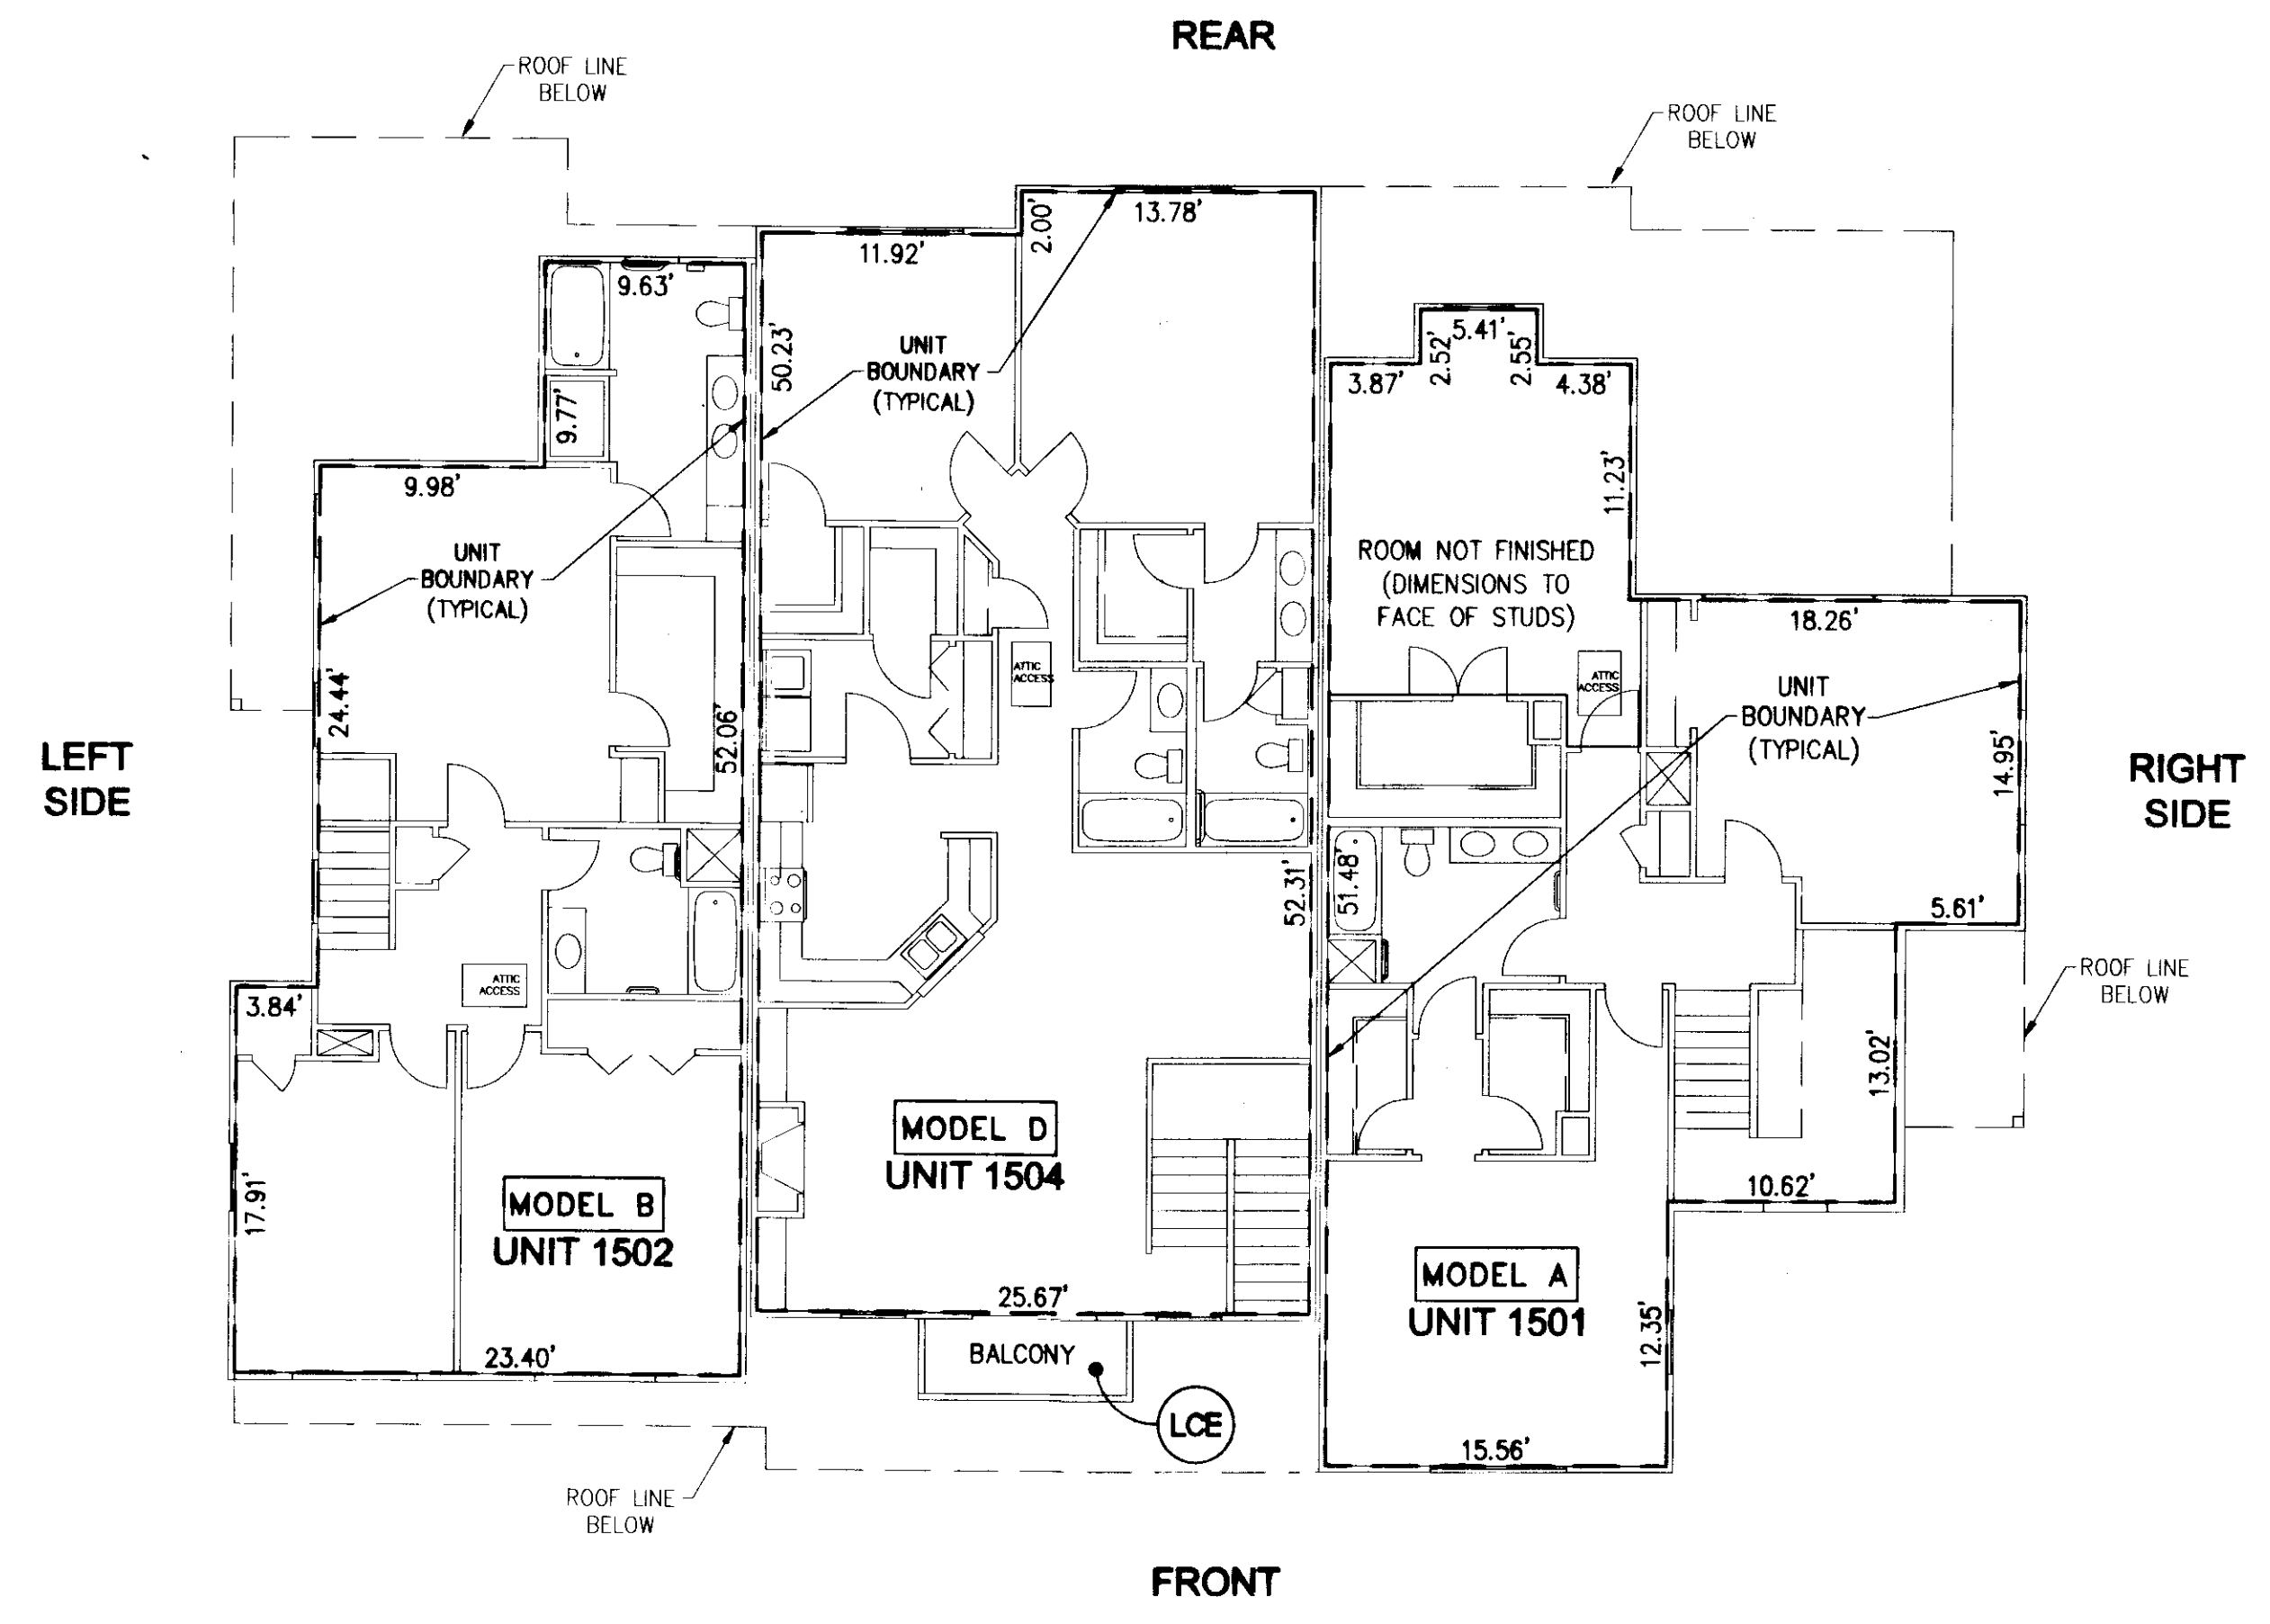 REAR
ROOF LINE
BELOW
ROOF LINE
BELOW
13.78'
2.00'
11.92'
9.63'
50.23'
UNIT
BOUNDARY
(TYPICAL)
5.41'
2.52'
2.55'
3.87'
4.38'
9.77'
9.98'
11.23'
UNIT
BOUNDARY
(TYPICAL)
ROOM NOT FINISHED
(DIMENSIONS TO
FACE OF STUDS)
18.26'
ATTIC
ACCESS
ATTIC
ACCESS
UNIT
BOUNDARY
(TYPICAL)
24.44'
52.06'
14.95'
LEFT
SIDE
RIGHT
SIDE
52.31'
51.48'
5.61'
ATTIC
ACCESS
3.84'
ROOF LINE
BELOW
13.02'
MODEL D
UNIT 1504
17.91'
MODEL B
UNIT 1502
10.62'
MODEL A
UNIT 1501
25.67'
12.35'
23.40'
BALCONY
LCE
15.56'
ROOF LINE
BELOW
FRONT